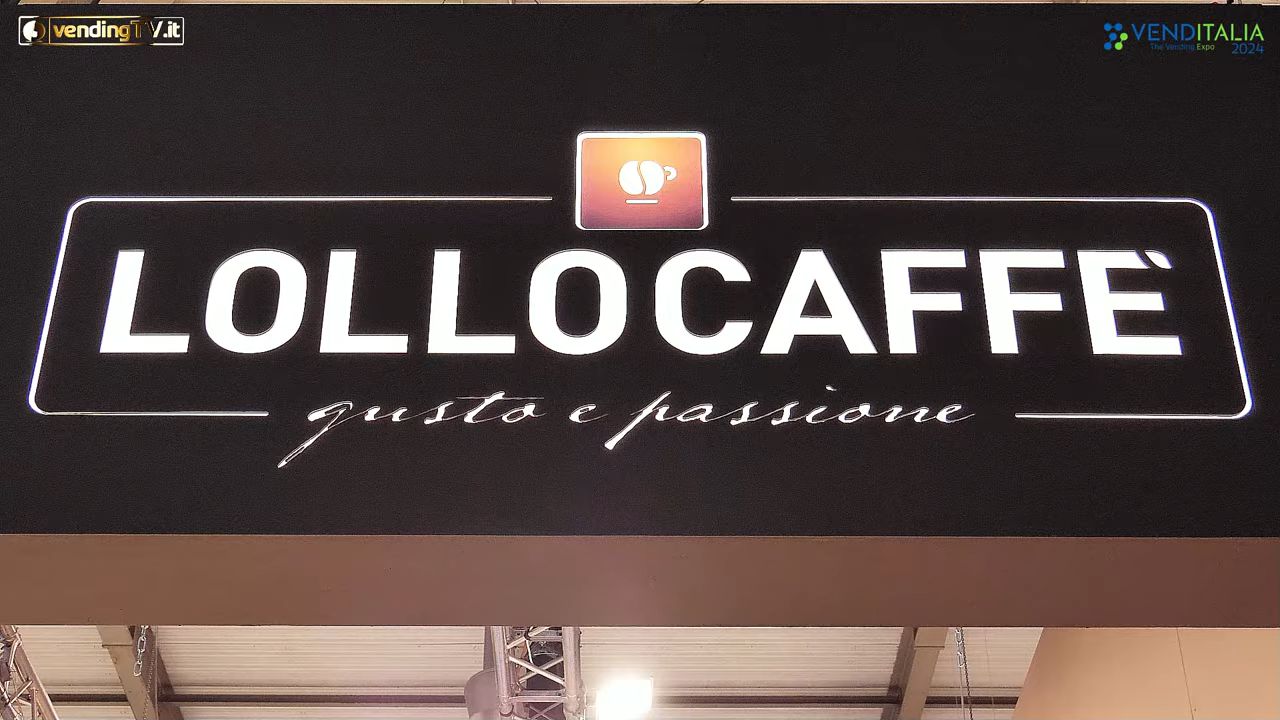 vendingTV.it
VENDITALIA
The Vending Expo
2024
LOLLOCAFFÈ
gusto e passione